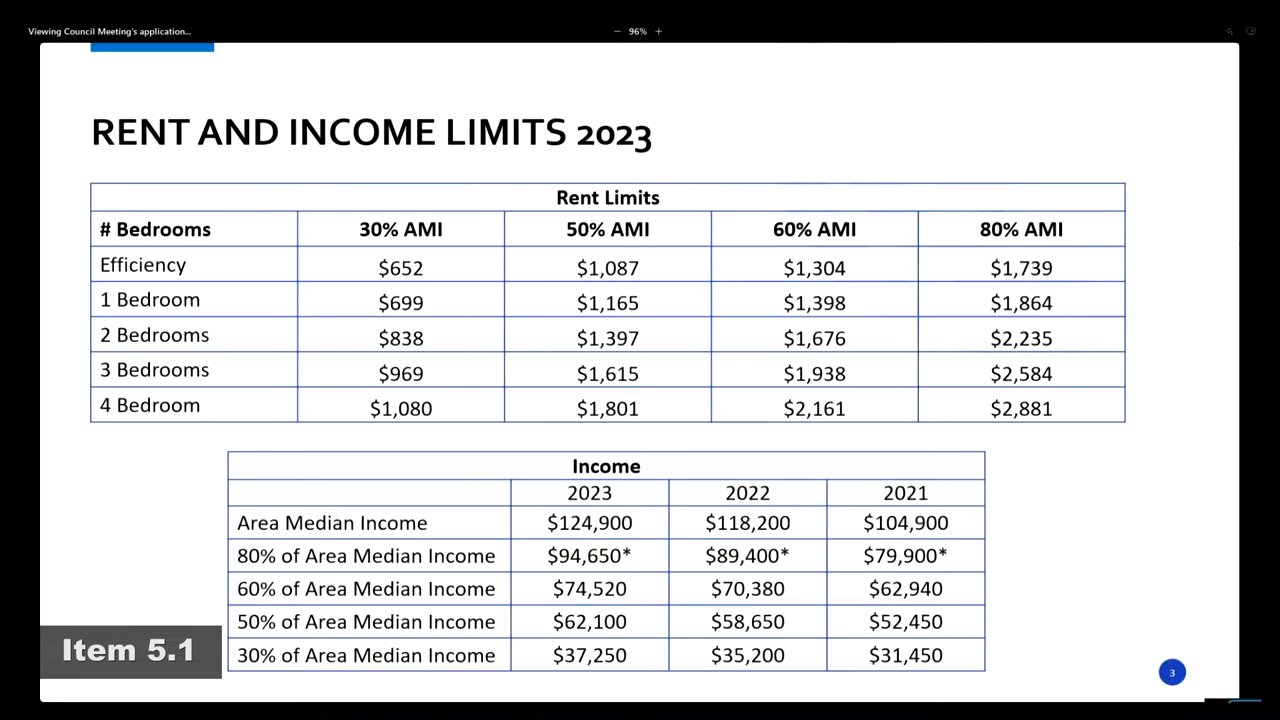 Viewing Council Meeting's application...
− 96% +
RENT AND INCOME LIMITS 2023
Rent Limits
# Bedrooms 30% AMI 50% AMI 60% AMI 80% AMI
Efficiency $652 $1,087 $1,304 $1,739
1 Bedroom $699 $1,165 $1,398 $1,864
2 Bedrooms $838 $1,397 $1,676 $2,235
3 Bedrooms $969 $1,615 $1,938 $2,584
4 Bedroom $1,080 $1,801 $2,161 $2,881
Income
2023 2022 2021
Area Median Income $124,900 $118,200 $104,900
80% of Area Median Income $94,650* $89,400* $79,900*
60% of Area Median Income $74,520 $70,380 $62,940
50% of Area Median Income $62,100 $58,650 $52,450
30% of Area Median Income $37,250 $35,200 $31,450
Item 5.1
3